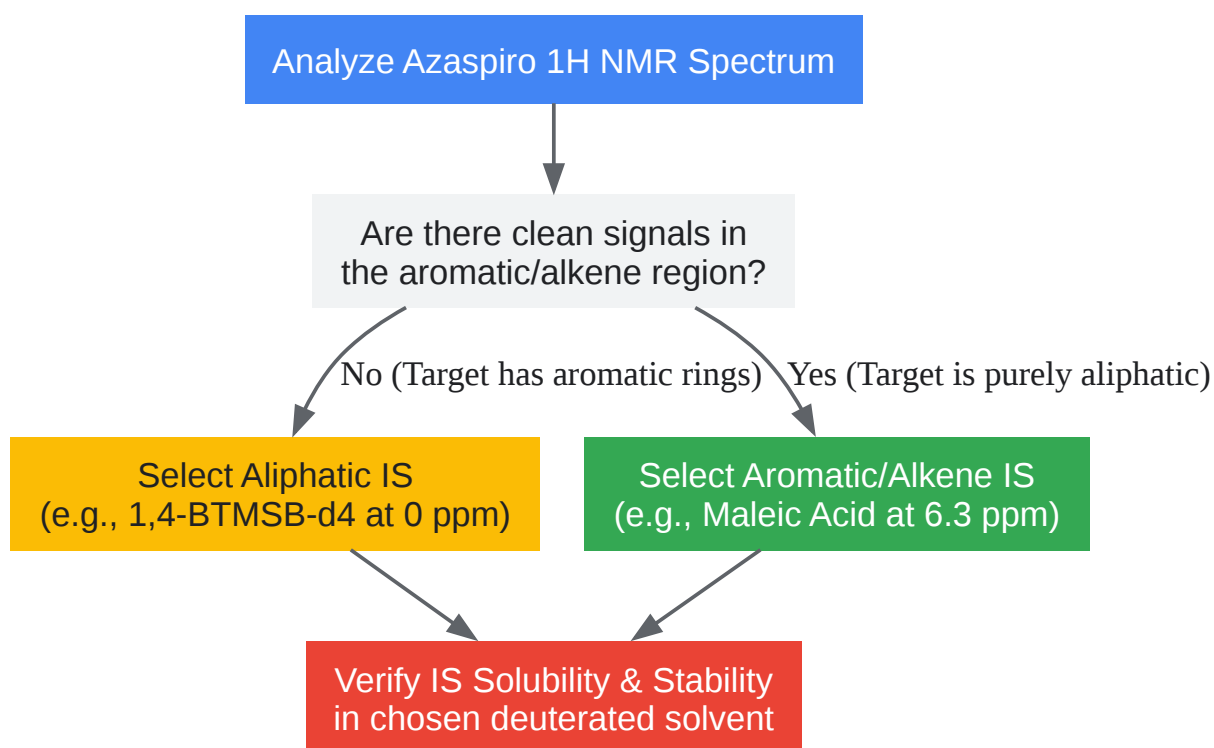 Analyze Azaspiro 1H NMR Spectrum
Are there clean signals in
the aromatic/alkene region?
No (Target has aromatic rings)
Yes (Target is purely aliphatic)
Select Aliphatic IS
(e.g., 1,4-BTMSB-d4 at 0 ppm)
Select Aromatic/Alkene IS
(e.g., Maleic Acid at 6.3 ppm)
Verify IS Solubility & Stability
in chosen deuterated solvent